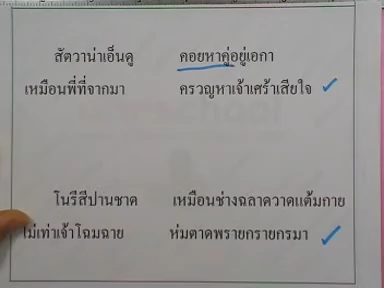 สัตวาน่าเอ็นดู คอยหาคู่อยู่เอกา
เหมือนพี่ที่จากมา ครวญหาเจ้าเศร้าเสียใจ
โนรีสีปานชาด เหมือนช่างฉลาดวาดแต้มกาย
ไม่เท่าเจ้าโฉมฉาย ห่มตาดพรายกรายกรมา